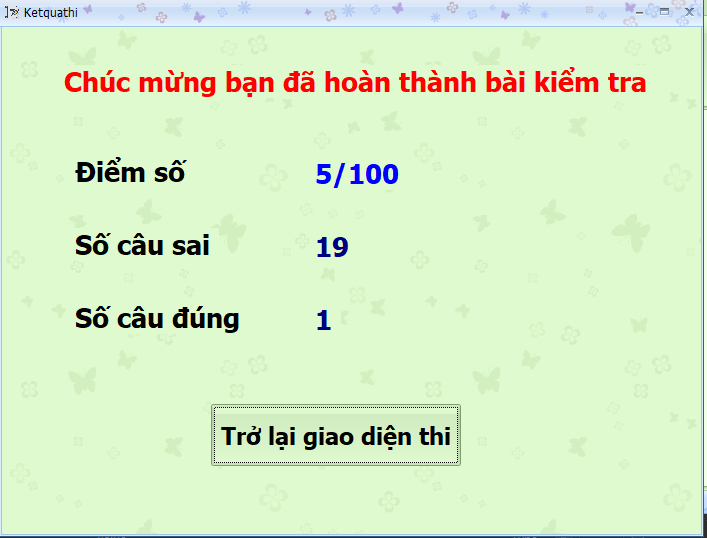 Ketquathi
Chúc mừng bạn đã hoàn thành bài kiểm tra
Điểm số 5/100
Số câu sai 19
Số câu đúng 1
Trở lại giao diện thi